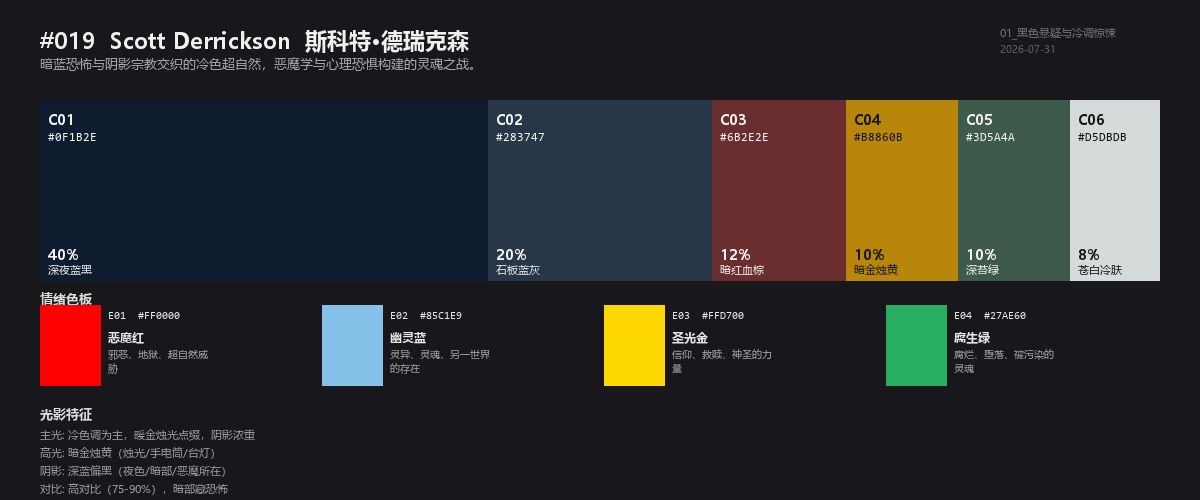 #019 Scott Derrickson 斯科特·德瑞克森
暗蓝恐怖与阴影宗教交织的冷色超自然，恶魔学与心理恐惧构建的灵魂之战。
01_黑色悬疑与冷调惊悚
2026-07-31
C01
#0F1B2E
40%
深夜蓝黑
C02
#283747
20%
石板蓝灰
C03
#6B2E2E
12%
暗红血棕
C04
#B8860B
10%
暗金烛黄
C05
#3D5A4A
10%
深苔绿
C06
#D5DBDB
8%
苍白冷肤
情绪色板
E01 #FF0000
恶魔红
邪恶、地狱、超自然威
胁
E02 #85C1E9
幽灵蓝
灵异、灵魂、另一世界
的存在
E03 #FFD700
圣光金
信仰、救赎、神圣的力
量
E04 #27AE60
腐生绿
腐烂、堕落、被污染的
灵魂
光影特征
主光: 冷色调为主，暖金烛光点缀，阴影浓重
高光: 暗金烛黄（烛光/手电筒/台灯）
阴影: 深蓝偏黑（夜色/暗部/恶魔所在）
对比: 高对比（75-90%），暗部藏恐怖